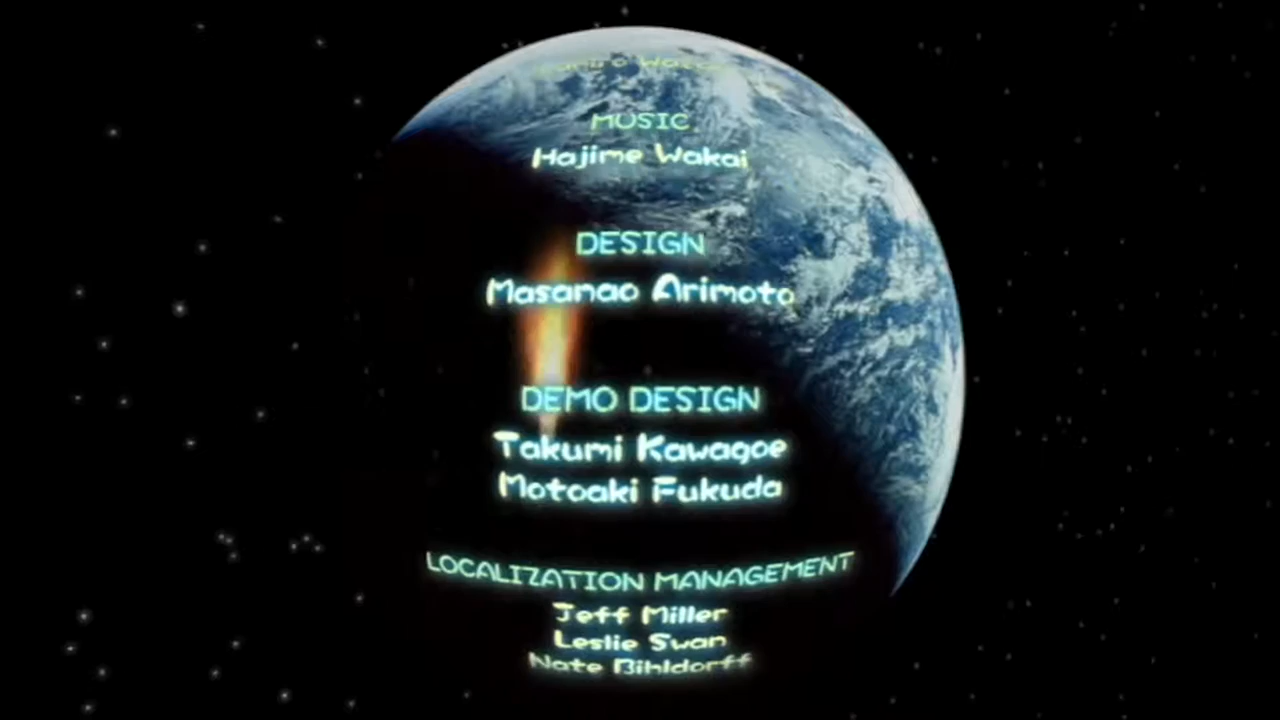 MUSIC
Hajime Wakai
DESIGN
Masanao Arimoto
DEMO DESIGN
Takumi Kawagoe
Motoaki Fukuda
LOCALIZATION MANAGEMENT
Jeff Miller
Leslie Swan
Nate Bihldorff